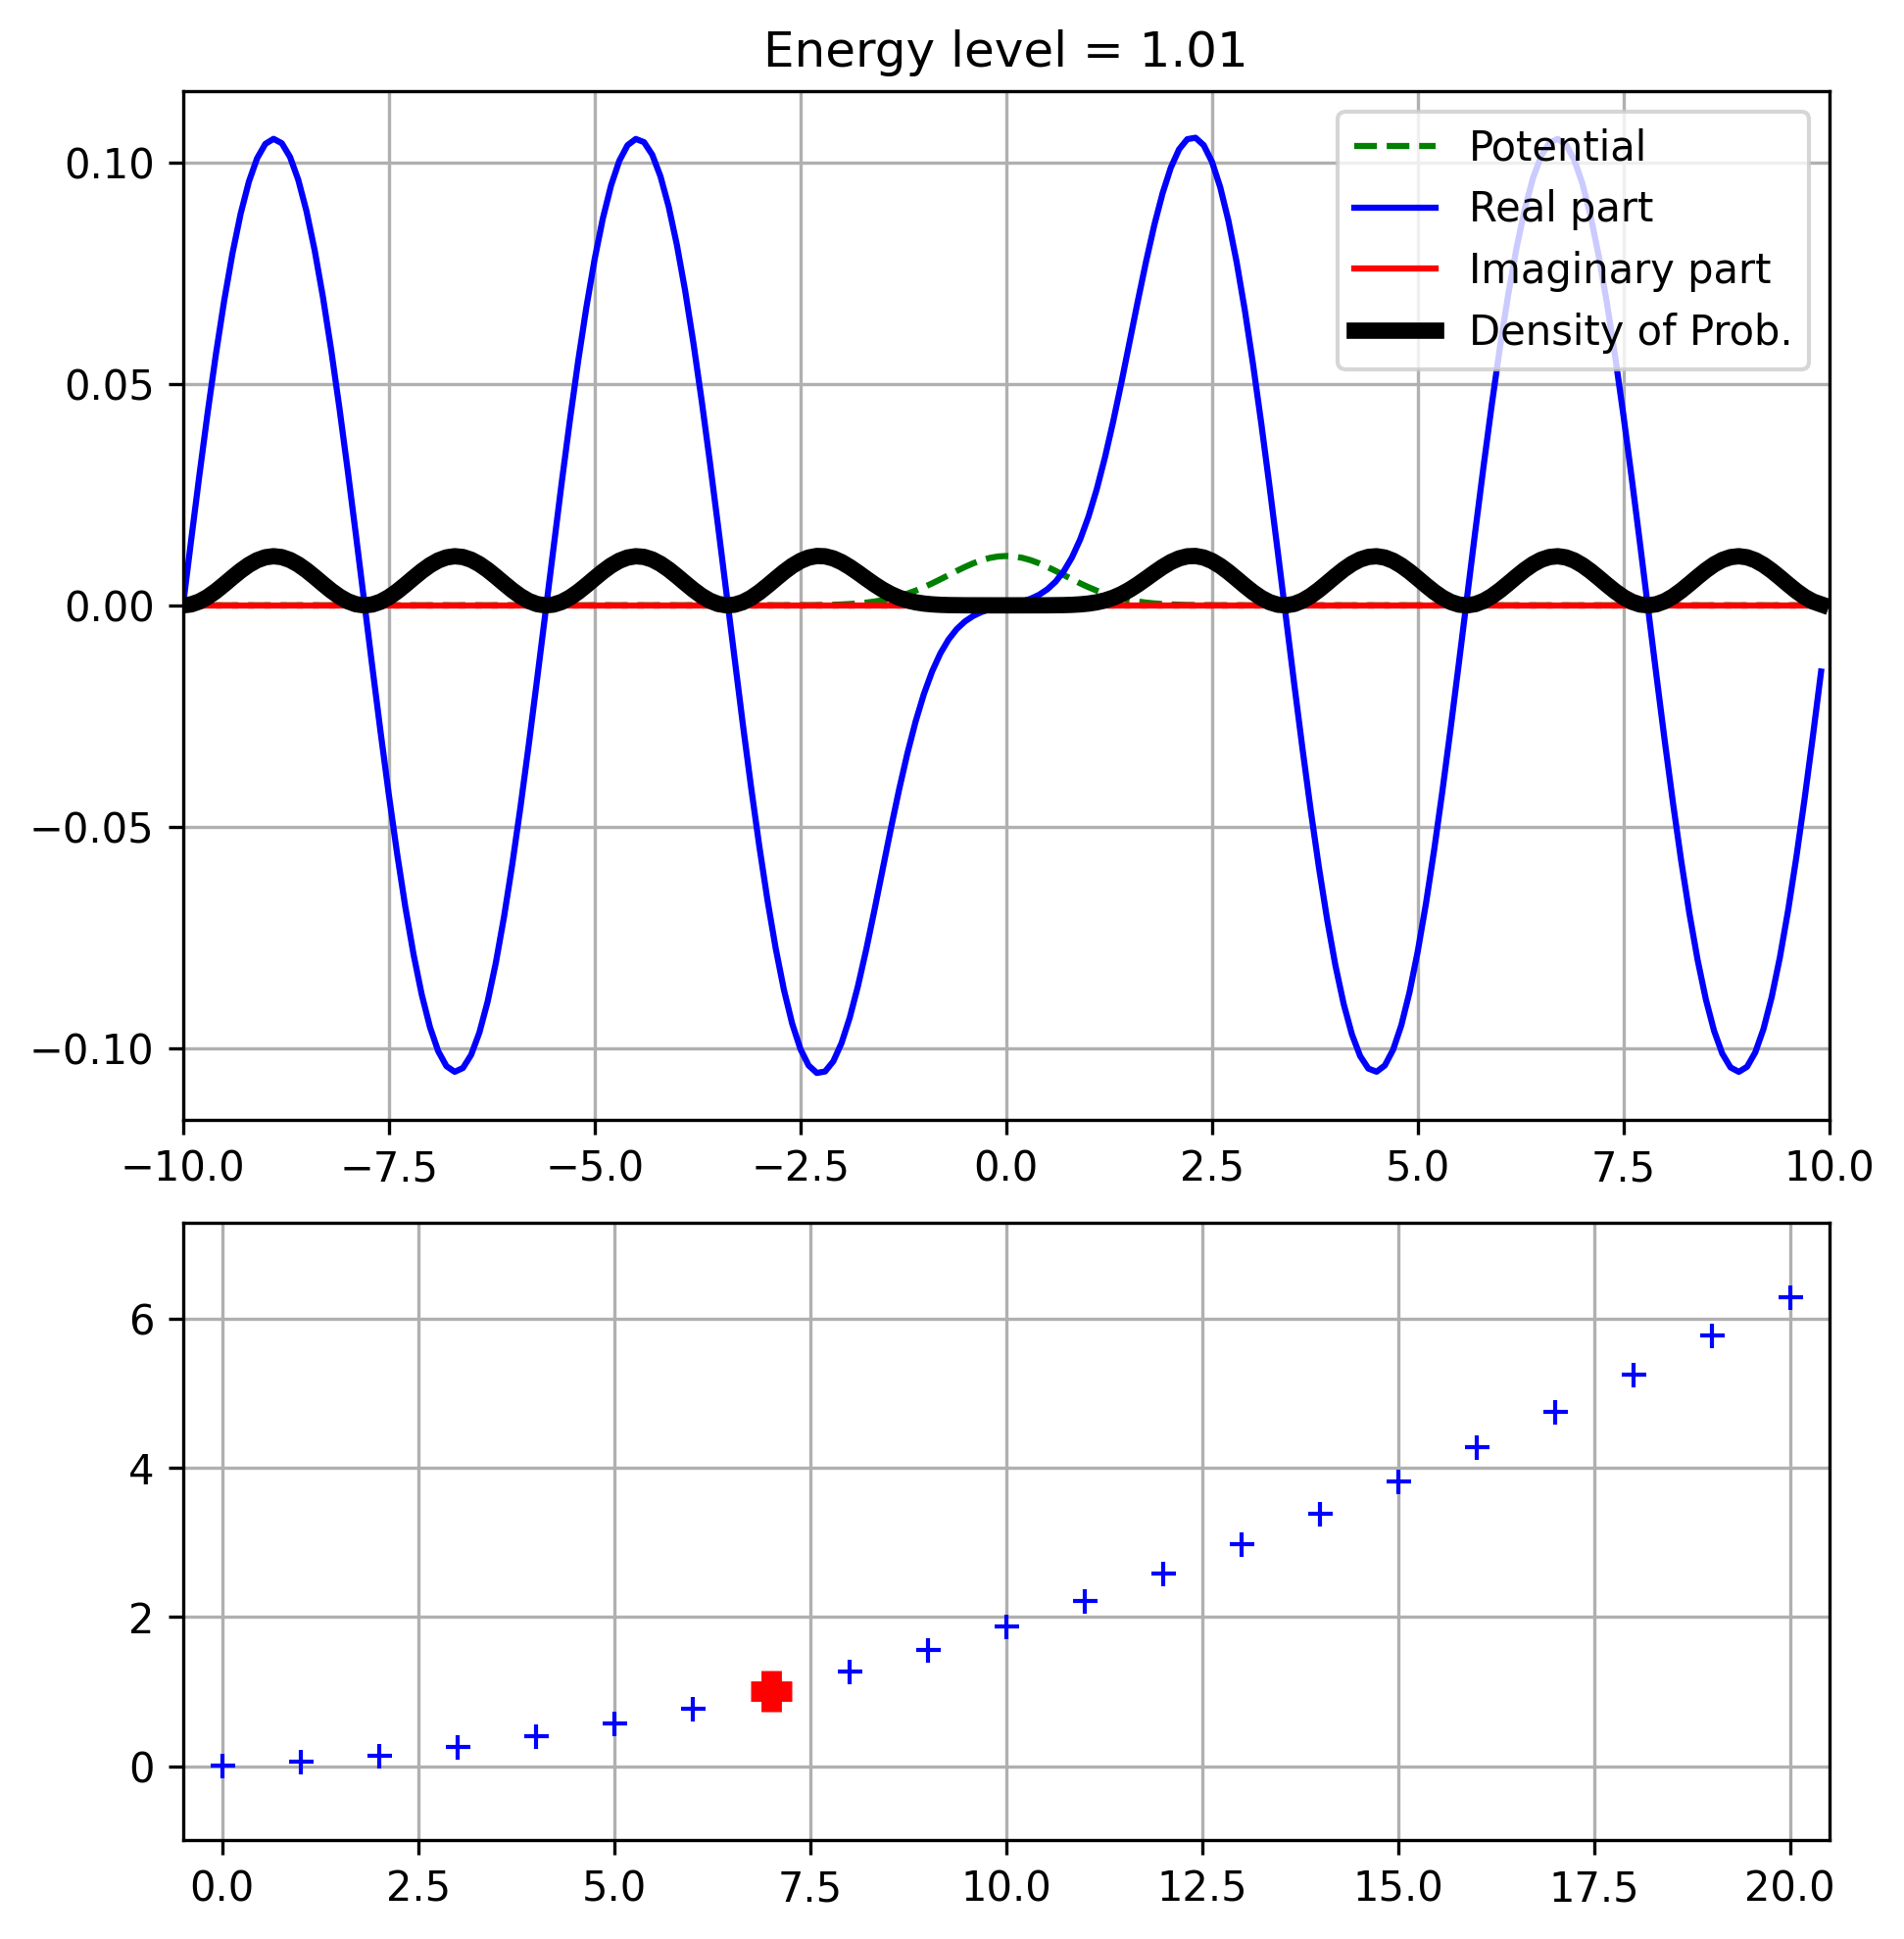 Energy level = 1.01
Potential
Real part
Imaginary part
Density of Prob.
0.10
0.05
0.00
−0.05
−0.10
−10.0 −7.5 −5.0 −2.5 0.0 2.5 5.0 7.5 10.0
6
4
2
0
0.0 2.5 5.0 7.5 10.0 12.5 15.0 17.5 20.0